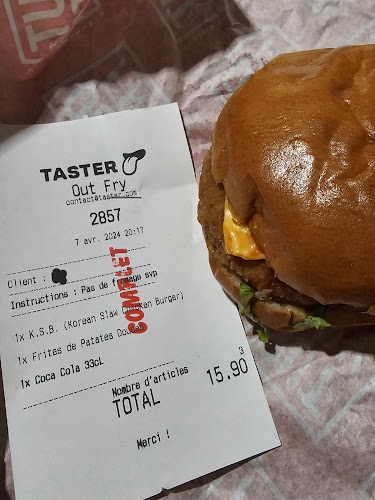 TASTER
Out Fry
contact@taster.com
2857
7 avr. 2024 20:17
Client :
Instructions : Pas de fromage svp
COMPLET
1x K.S.B. (Korean Slaw Chicken Burger)
1x Frites de Patates Douces
1x Coca Cola 33cL
Nombre d'articles 3
TOTAL 15.90
Merci !